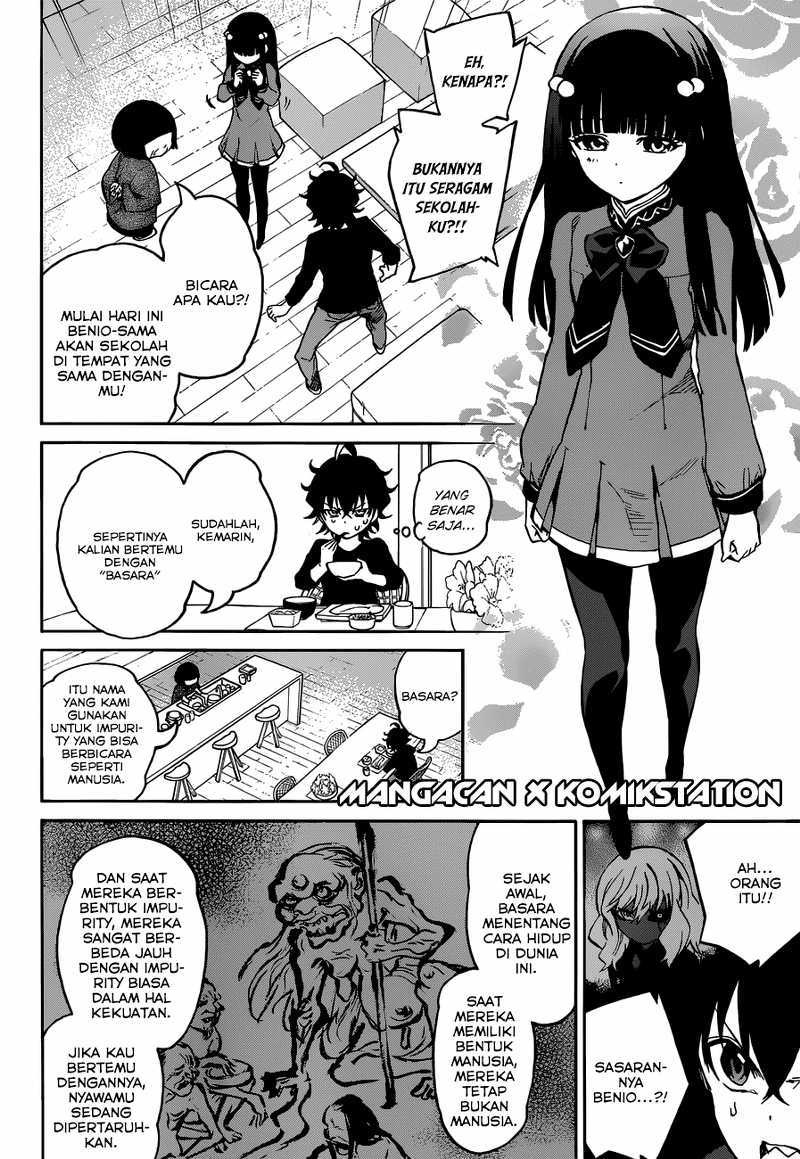 EH,
KENAPA?!
BUKANNYA
ITU SERAGAM
SEKOLAH-
KU?!!
BICARA
APA KAU?!
MULAI HARI INI
BENIO-SAMA
AKAN SEKOLAH
DI TEMPAT YANG
SAMA DENGAN-
MU!
YANG
BENAR
SAJA...
SUDAHLAH,
KEMARIN,
SEPERTINYA
KALIAN BERTEMU
DENGAN
"BASARA"
BASARA?
ITU NAMA
YANG KAMI
GUNAKAN
UNTUK IMPURI-
TY YANG BISA
BERBICARA
SEPERTI
MANUSIA.
MANGACAN X KOMIKSTATION
SEJAK
AWAL,
BASARA
MENENTANG
CARA HIDUP
DI DUNIA
INI.
SAAT
MEREKA
MEMILIKI
BENTUK
MANUSIA,
MEREKA
TETAP
BUKAN
MANUSIA.
DAN SAAT
MEREKA BER-
BENTUK IMPU-
RITY, MEREKA
SANGAT BER-
BEDA JAUH
DENGAN IMPU-
RITY BIASA
DALAM HAL
KEKUATAN.
JIKA KAU
BERTEMU
DENGANNYA,
NYAWAMU
SEDANG
DIPERTARUH-
KAN.
AH...
ORANG
ITU!!
SASARAN-
NYA
BENIO...?!